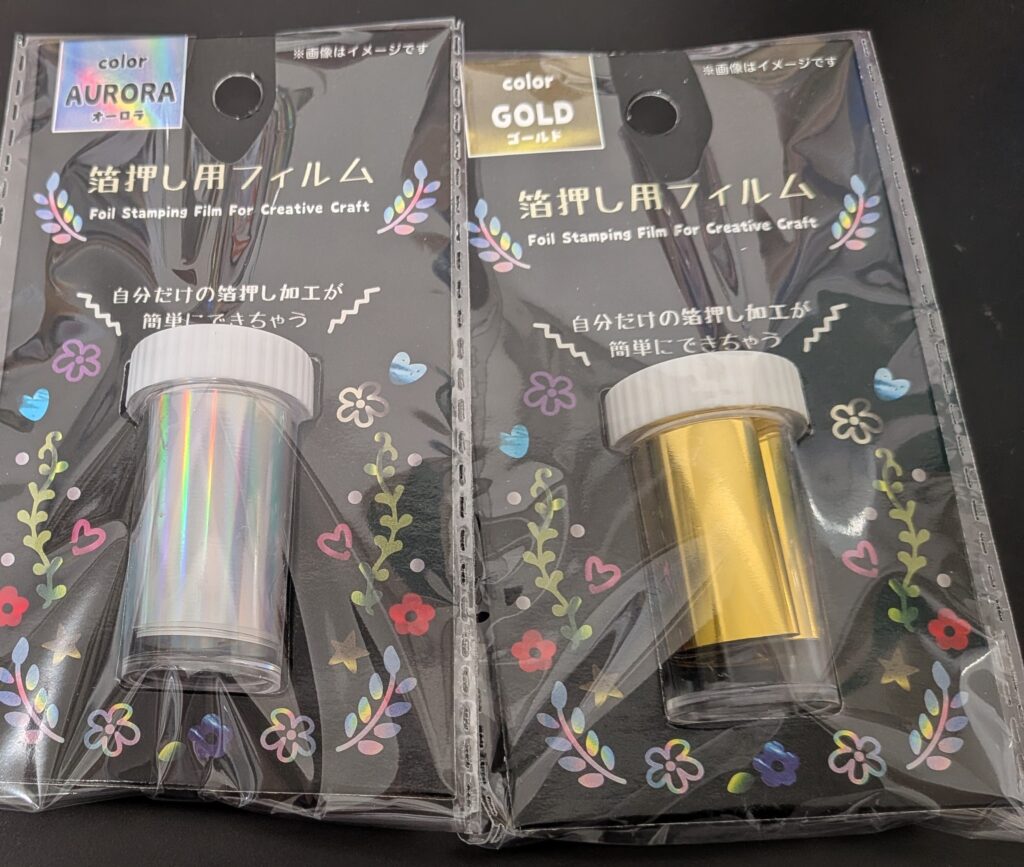 color
AURORA
オーロラ
※画像はイメージです
箔押し用フィルム
Foil Stamping Film For Creative Craft
自分だけの箔押し加工が
簡単にできちゃう
color
GOLD
ゴールド
※画像はイメージです
箔押し用フィルム
Foil Stamping Film For Creative Craft
自分だけの箔押し加工が
簡単にできちゃう